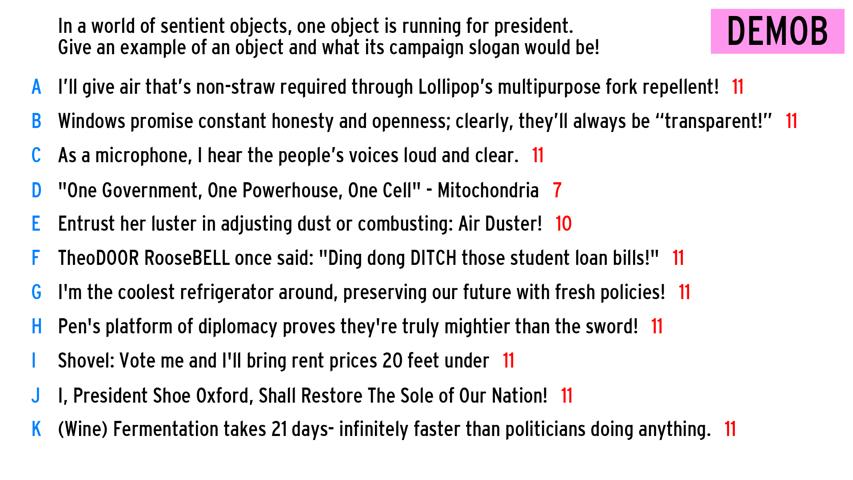 In a world of sentient objects, one object is running for president.
Give an example of an object and what its campaign slogan would be!
DEMOB
A I'll give air that's non-straw required through Lollipop's multipurpose fork repellent! 11
B Windows promise constant honesty and openness; clearly, they'll always be “transparent!” 11
C As a microphone, I hear the people's voices loud and clear. 11
D "One Government, One Powerhouse, One Cell" - Mitochondria 7
E Entrust her luster in adjusting dust or combusting: Air Duster! 10
F TheoDOOR RooseBELL once said: "Ding dong DITCH those student loan bills!" 11
G I'm the coolest refrigerator around, preserving our future with fresh policies! 11
H Pen's platform of diplomacy proves they're truly mightier than the sword! 11
I Shovel: Vote me and I'll bring rent prices 20 feet under 11
J I, President Shoe Oxford, Shall Restore The Sole of Our Nation! 11
K (Wine) Fermentation takes 21 days- infinitely faster than politicians doing anything. 11